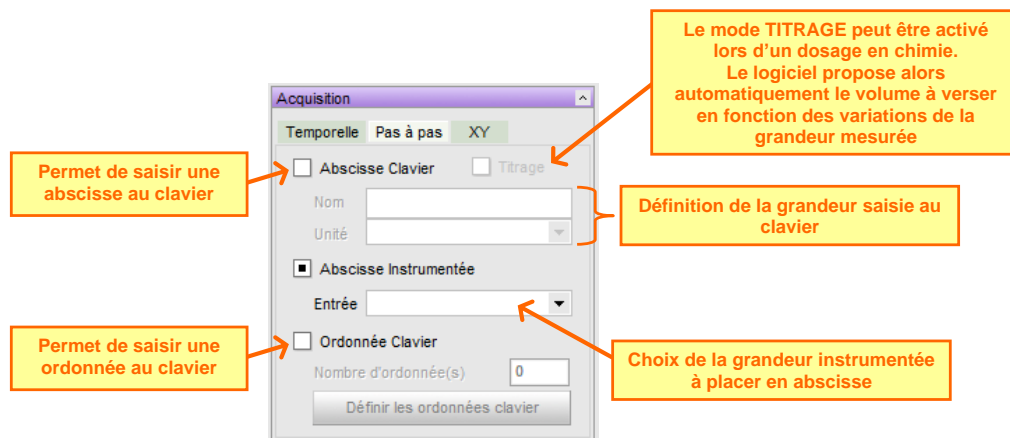 Le mode TITRAGE peut être activé
lors d'un dosage en chimie.
Le logiciel propose alors
automatiquement le volume à verser
en fonction des variations de la
grandeur mesurée
Acquisition
Temporelle Pas à pas XY
Permet de saisir une
abscisse au clavier
Abscisse Clavier Titrage
Nom
Unité
Définition de la grandeur saisie au
clavier
Abscisse Instrumentée
Entrée
Permet de saisir une
ordonnée au clavier
Ordonnée Clavier
Nombre d'ordonnée(s) 0
Définir les ordonnées clavier
Choix de la grandeur instrumentée
à placer en abscisse